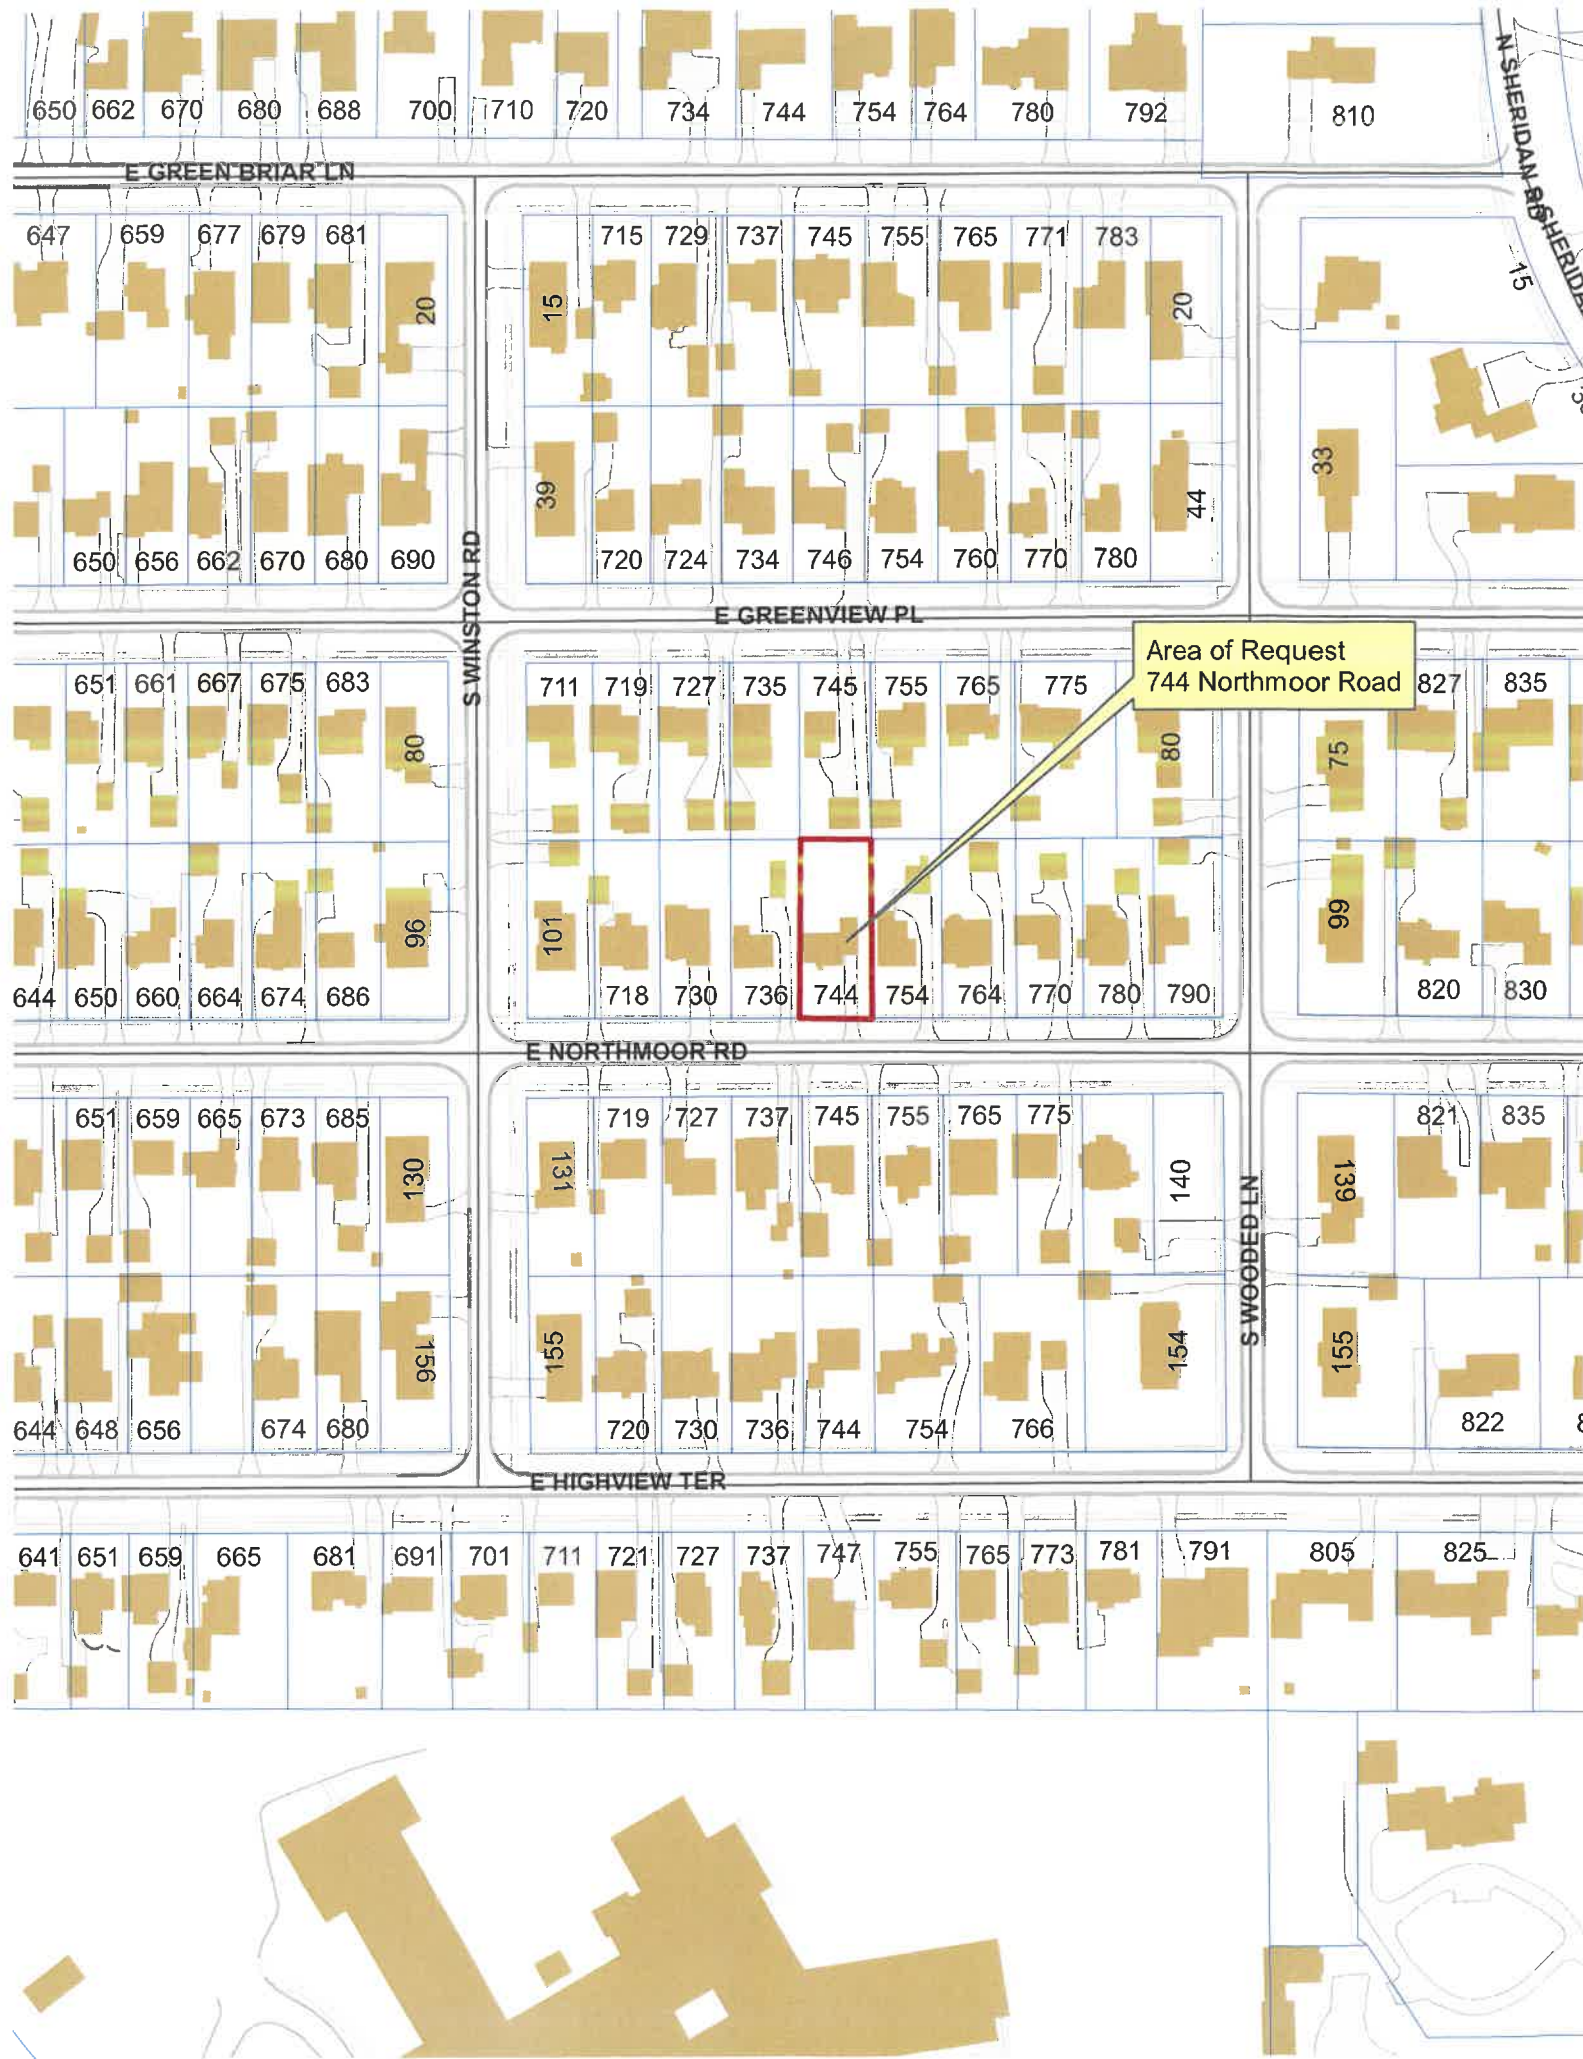 650 662 670 680 688 700 710 720 734 744 754 764 780 792 810
N SHERIDAN RD
E GREEN BRIAR LN
647 659 677 679 681 715 729 737 745 755 765 771 783
20 15 20 15
39 33 44
650 656 662 670 680 690 720 724 734 746 754 760 770 780
S WINSTON RD
E GREENVIEW PL
Area of Request
744 Northmoor Road
651 661 667 675 683 711 719 727 735 745 755 765 775 827 835
80 80 75
96 101 99
644 650 660 664 674 686 718 730 736 744 754 764 770 780 790 820 830
E NORTHMOOR RD
651 659 665 673 685 719 727 737 745 755 765 775 821 835
130 131 140 139
S WOODED LN
156 155 154 155
644 648 656 674 680 720 730 736 744 754 766 822
E HIGHVIEW TER
641 651 659 665 681 691 701 711 721 727 737 747 755 765 773 781 791 805 825